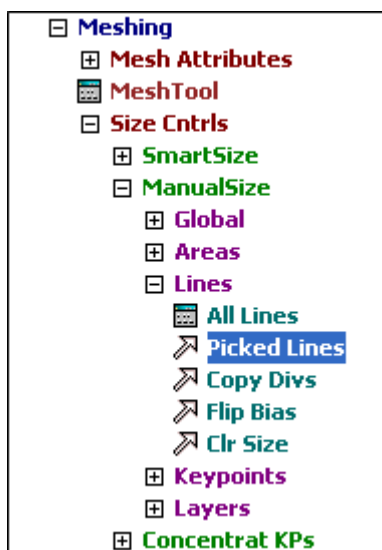 Meshing
Mesh Attributes
MeshTool
Size Cntrls
SmartSize
ManualSize
Global
Areas
Lines
All Lines
Picked Lines
Copy Divs
Flip Bias
Clr Size
Keypoints
Layers
Concentrat KPs